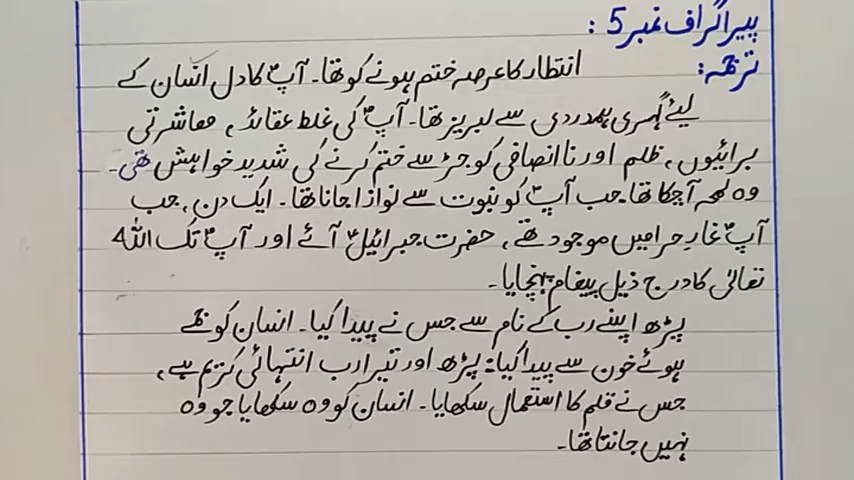 پیراگراف نمبر 5 :
ترجمہ:
انتظار کا عرصہ ختم ہونے کو تھا۔ آپؐ کا دل انسان کے
لیئے گہری ہمدردی سے لبریز تھا۔ آپؐ کی غلط عقائد، معاشرتی
برائیوں، ظلم اور ناانصافی کو جڑ سے ختم کرنے کی شدید خواہش تھی۔
وہ لمحہ آچکا تھا جب آپؐ کو نبوت سے نوازا جانا تھا۔ ایک دن، جب
آپؐ غارِ حرا میں موجود تھے، حضرت جبرائیلؑ آئے اور آپؐ تک اللہ
تعالیٰ کا درج ذیل پیغام پہنچایا۔
پڑھ اپنے رب کے نام سے جس نے پیدا کیا۔ انسان کو جمے
ہوئے خون سے پیدا کیا: پڑھ اور تیرا رب انتہائی کریم ہے،
جس نے قلم کا استعمال سکھایا۔ انسان کو وہ سکھایا جو وہ
نہیں جانتا تھا۔